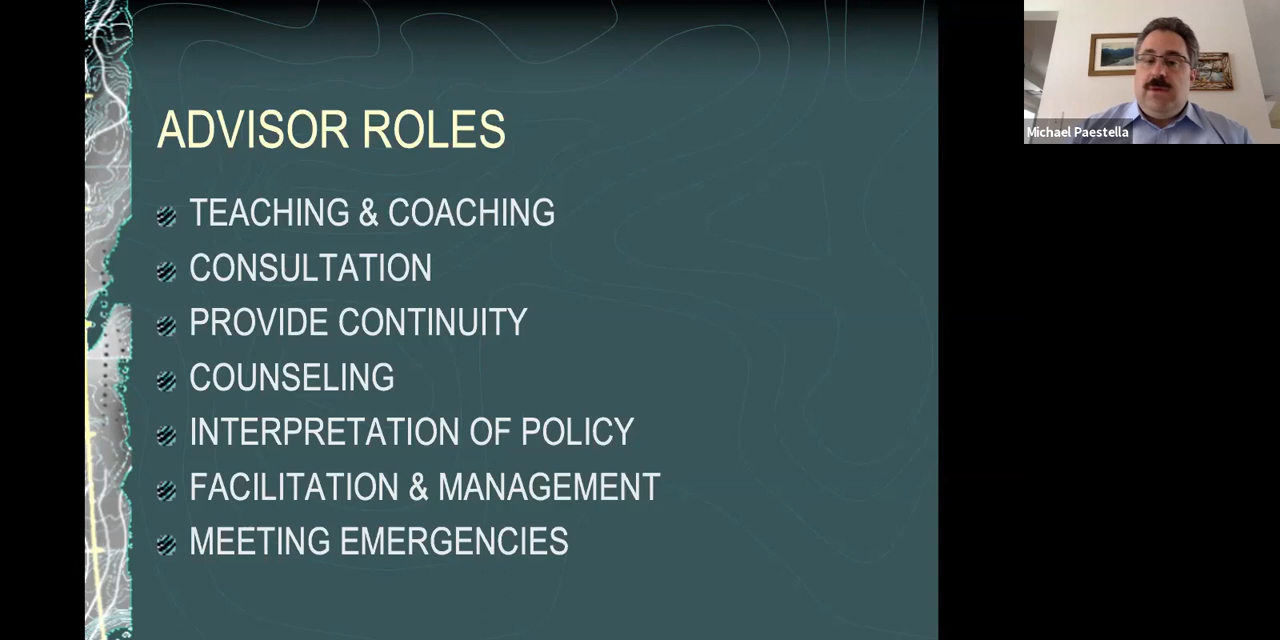 ADVISOR ROLES
TEACHING & COACHING
CONSULTATION
PROVIDE CONTINUITY
COUNSELING
INTERPRETATION OF POLICY
FACILITATION & MANAGEMENT
MEETING EMERGENCIES
Michael Paestella